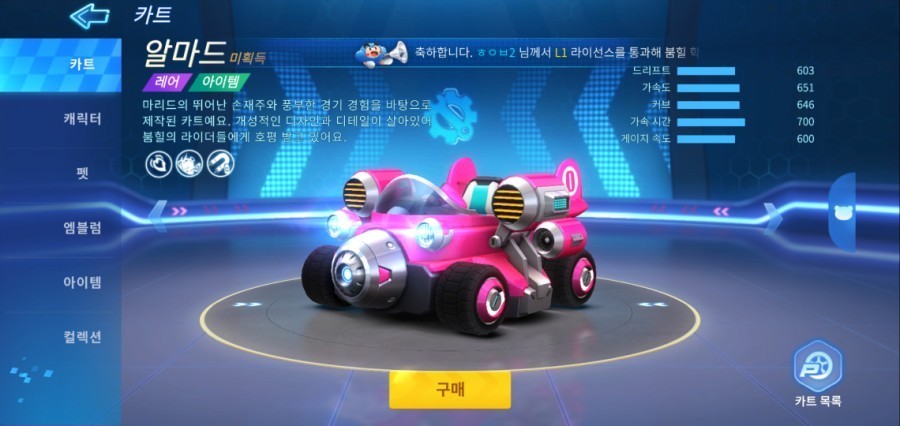 카트
알마드 미획득
레어 아이템
마리드의 뛰어난 손재주와 풍부한 경기 경험을 바탕으로
제작된 카트예요. 개성적인 디자인과 디테일이 살아있어
붐힐의 라이더들에게 호평 받고 있어요.
축하합니다. ㅎㅇㅂ2 님께서 L1 라이선스를 통과해 붐힐
드리프트 603
가속도 651
커브 646
가속 시간 700
게이지 속도 600
카트
캐릭터
펫
엠블럼
아이템
컬렉션
0
구매
카트 목록